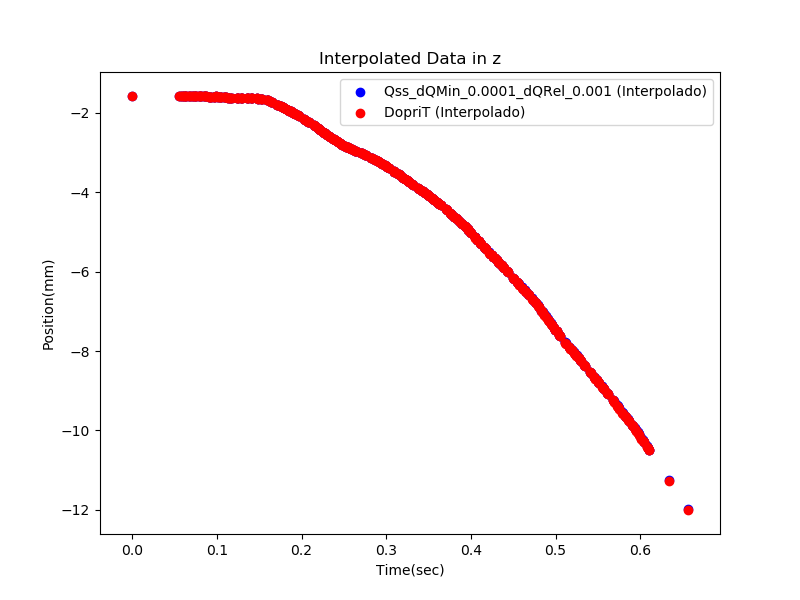 Interpolated Data in z
Qss_dQMin_0.0001_dQRel_0.001 (Interpolado)
DopriT (Interpolado)
Position(mm)
−2
−4
−6
−8
−10
−12
0.0 0.1 0.2 0.3 0.4 0.5 0.6
Time(sec)